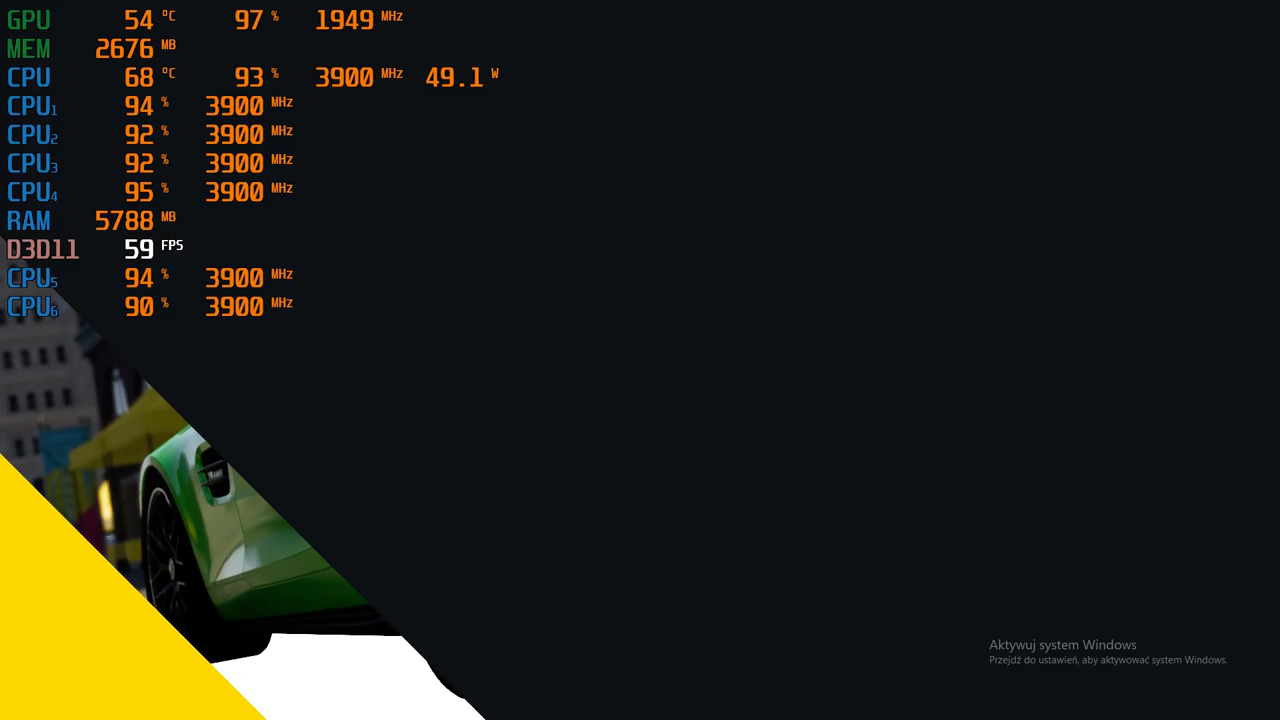 GPU 54 °C 97 % 1949 MHz
MEM 2676 MB
CPU 68 °C 93 % 3900 MHz 49.1 W
CPU1 94 % 3900 MHz
CPU2 92 % 3900 MHz
CPU3 92 % 3900 MHz
CPU4 95 % 3900 MHz
RAM 5788 MB
D3D11 59 FPS
CPU5 94 % 3900 MHz
CPU6 90 % 3900 MHz
Aktywuj system Windows
Przejdź do ustawień, aby aktywować system Windows.